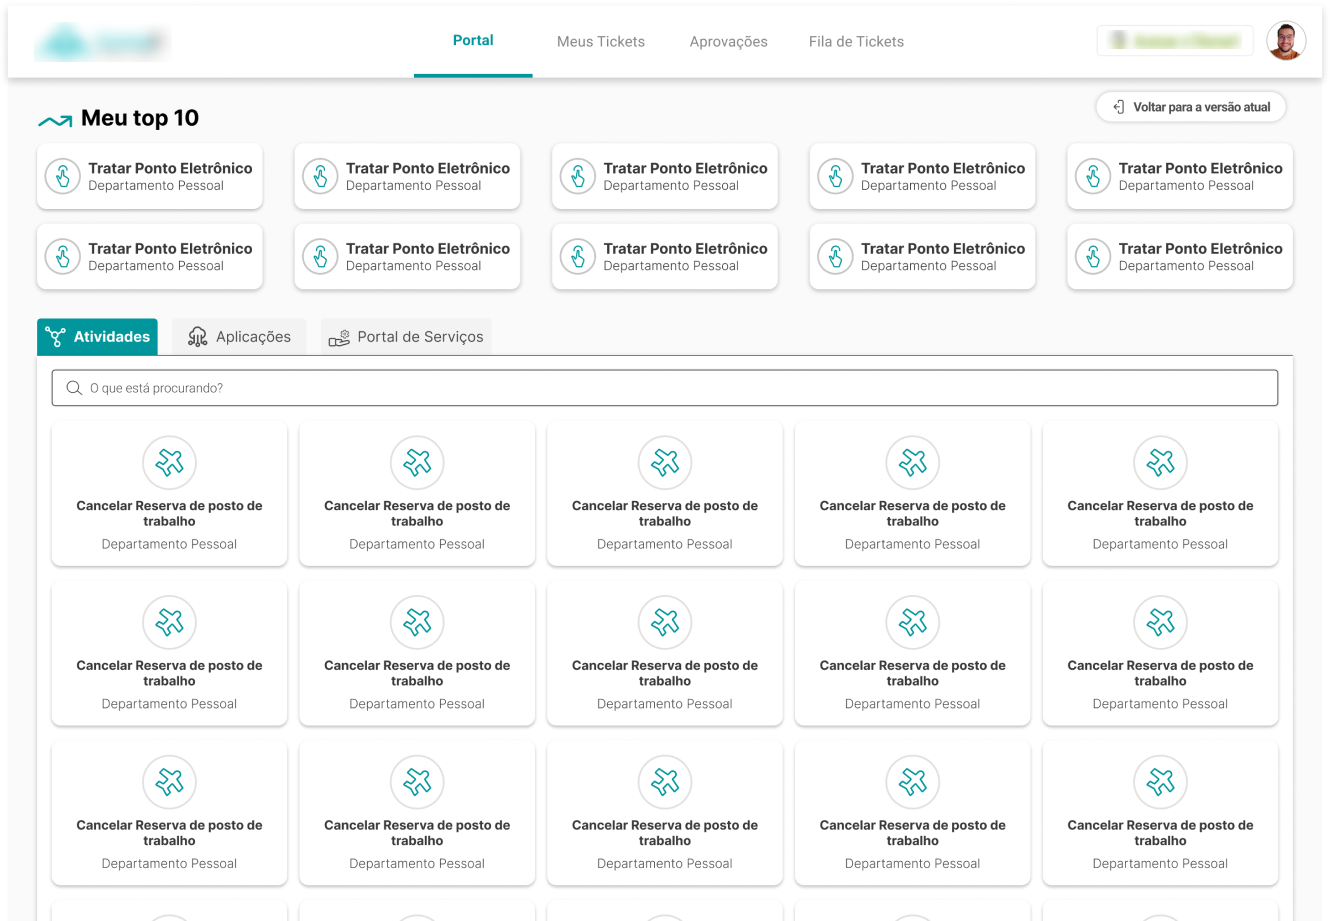 Portal
Meus Tickets
Aprovações
Fila de Tickets
Meu top 10
Voltar para a versão atual
Tratar Ponto Eletrônico
Departamento Pessoal
Tratar Ponto Eletrônico
Departamento Pessoal
Tratar Ponto Eletrônico
Departamento Pessoal
Tratar Ponto Eletrônico
Departamento Pessoal
Tratar Ponto Eletrônico
Departamento Pessoal
Tratar Ponto Eletrônico
Departamento Pessoal
Tratar Ponto Eletrônico
Departamento Pessoal
Tratar Ponto Eletrônico
Departamento Pessoal
Tratar Ponto Eletrônico
Departamento Pessoal
Tratar Ponto Eletrônico
Departamento Pessoal
Atividades
Aplicações
Portal de Serviços
O que está procurando?
Cancelar Reserva de posto de
trabalho
Departamento Pessoal
Cancelar Reserva de posto de
trabalho
Departamento Pessoal
Cancelar Reserva de posto de
trabalho
Departamento Pessoal
Cancelar Reserva de posto de
trabalho
Departamento Pessoal
Cancelar Reserva de posto de
trabalho
Departamento Pessoal
Cancelar Reserva de posto de
trabalho
Departamento Pessoal
Cancelar Reserva de posto de
trabalho
Departamento Pessoal
Cancelar Reserva de posto de
trabalho
Departamento Pessoal
Cancelar Reserva de posto de
trabalho
Departamento Pessoal
Cancelar Reserva de posto de
trabalho
Departamento Pessoal
Cancelar Reserva de posto de
trabalho
Departamento Pessoal
Cancelar Reserva de posto de
trabalho
Departamento Pessoal
Cancelar Reserva de posto de
trabalho
Departamento Pessoal
Cancelar Reserva de posto de
trabalho
Departamento Pessoal
Cancelar Reserva de posto de
trabalho
Departamento Pessoal